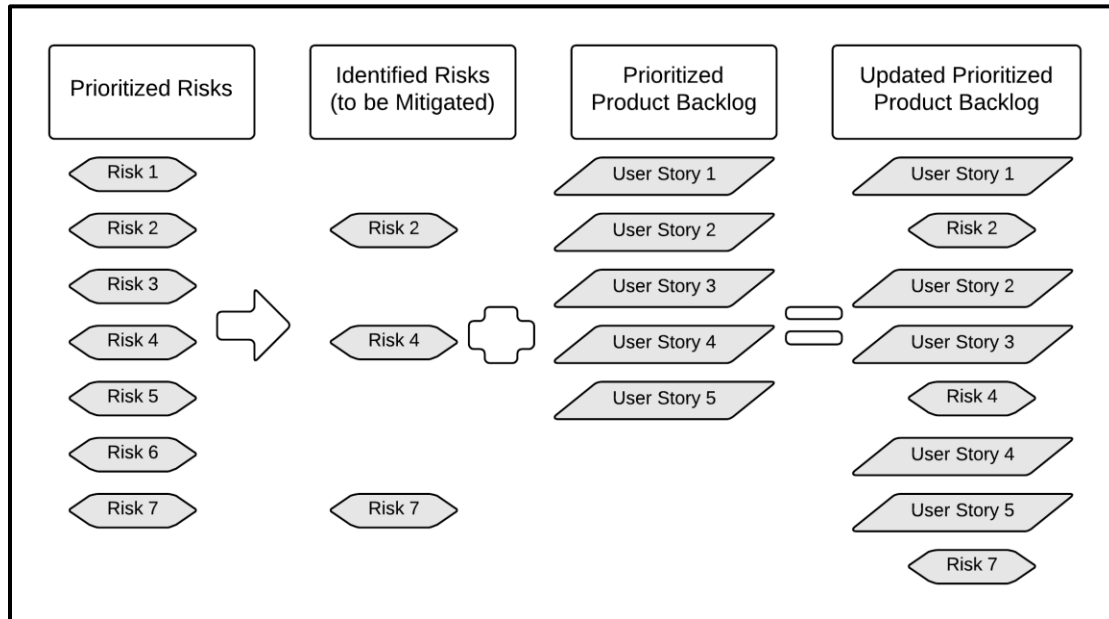 Prioritized Risks
Risk 1
Risk 2
Risk 3
Risk 4
Risk 5
Risk 6
Risk 7
Identified Risks
(to be Mitigated)
Risk 2
Risk 4
Risk 7
Prioritized
Product Backlog
User Story 1
User Story 2
User Story 3
User Story 4
User Story 5
Updated Prioritized
Product Backlog
User Story 1
Risk 2
User Story 2
User Story 3
Risk 4
User Story 4
User Story 5
Risk 7